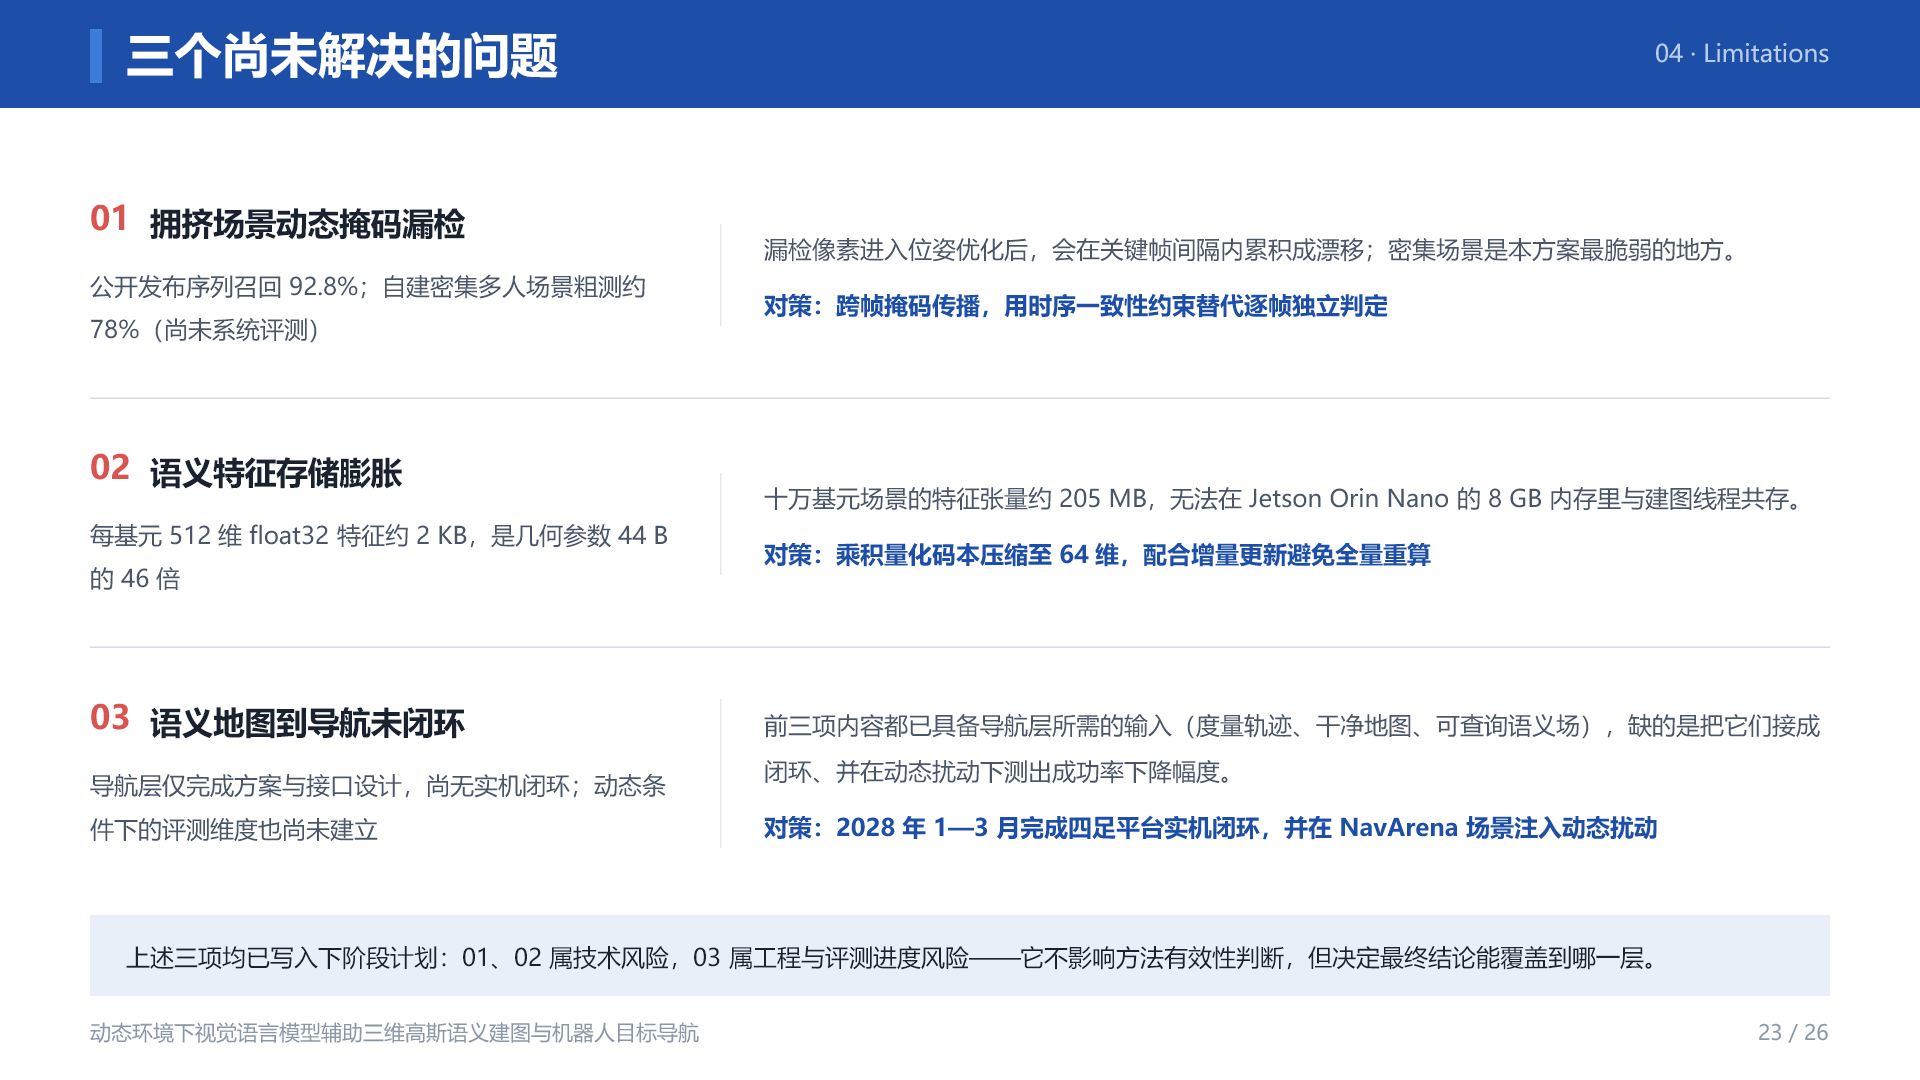 三个尚未解决的问题
04 · Limitations
01 拥挤场景动态掩码漏检
公开发布序列召回 92.8%；自建密集多人场景粗测约
78%（尚未系统评测）
漏检像素进入位姿优化后，会在关键帧间隔内累积成漂移；密集场景是本方案最脆弱的地方。
对策：跨帧掩码传播，用时序一致性约束替代逐帧独立判定
02 语义特征存储膨胀
每基元 512 维 float32 特征约 2 KB，是几何参数 44 B
的 46 倍
十万基元场景的特征张量约 205 MB，无法在 Jetson Orin Nano 的 8 GB 内存里与建图线程共存。
对策：乘积量化码本压缩至 64 维，配合增量更新避免全量重算
03 语义地图到导航未闭环
导航层仅完成方案与接口设计，尚无实机闭环；动态条
件下的评测维度也尚未建立
前三项内容都已具备导航层所需的输入（度量轨迹、干净地图、可查询语义场），缺的是把它们接成
闭环、并在动态扰动下测出成功率下降幅度。
对策：2028 年 1—3 月完成四足平台实机闭环，并在 NavArena 场景注入动态扰动
上述三项均已写入下阶段计划：01、02 属技术风险，03 属工程与评测进度风险——它不影响方法有效性判断，但决定最终结论能覆盖到哪一层。
动态环境下视觉语言模型辅助三维高斯语义建图与机器人目标导航
23 / 26